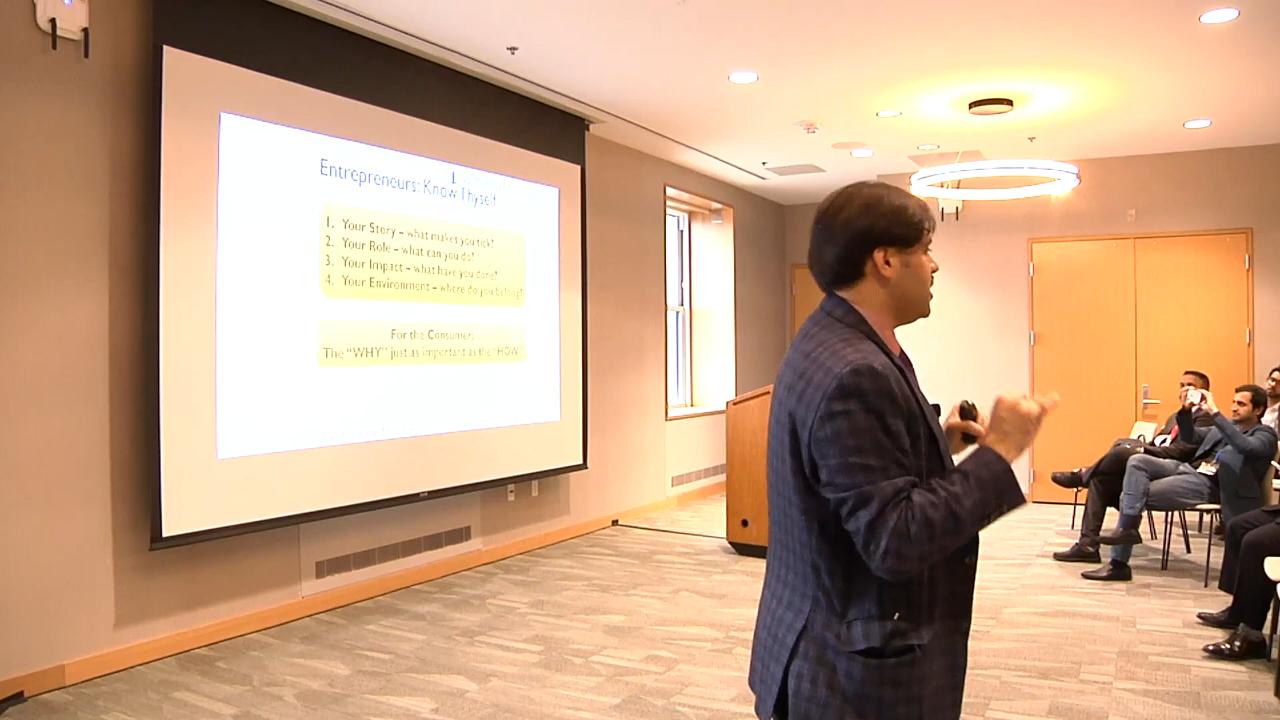 Entrepreneurs: Know Thyself
1. Your Story – what makes you tick?
2. Your Role – what can you do?
3. Your Impact – what have you done?
4. Your Environment – where do you belong?
For the Consumer:
The "WHY" just as important as the "HOW"